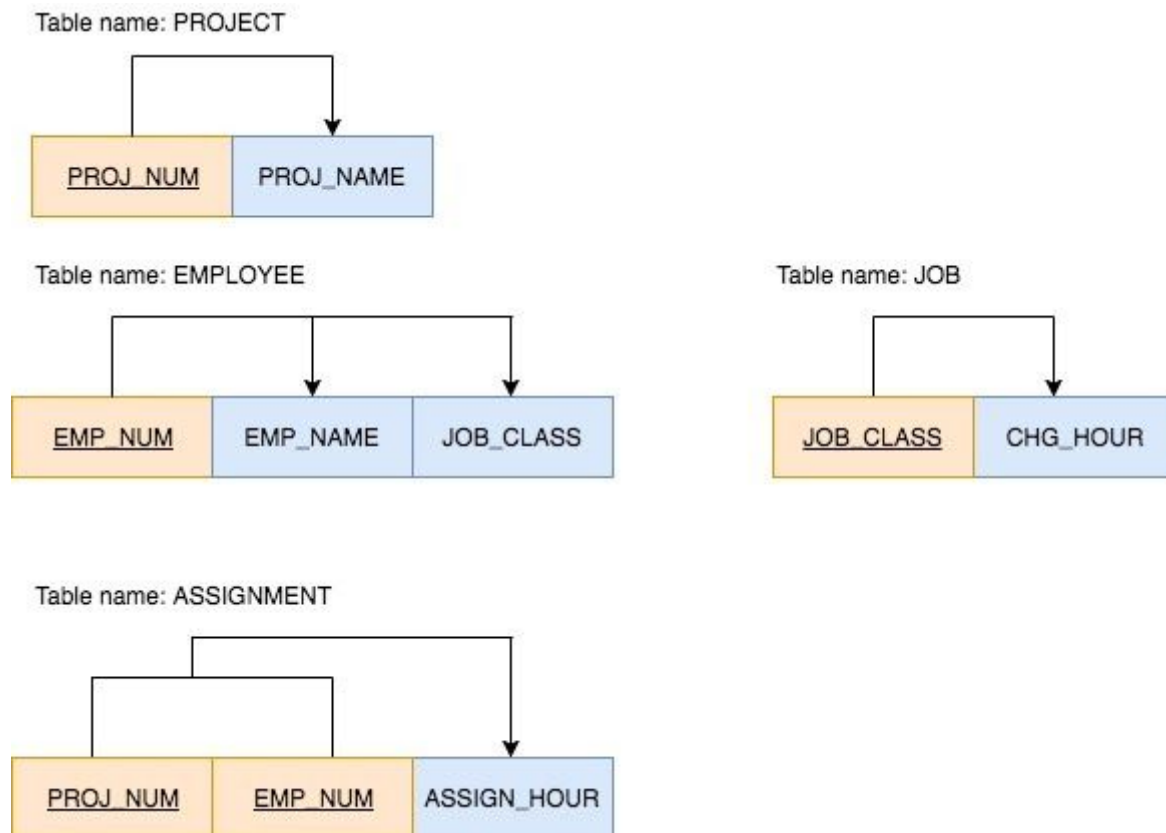 Table name: PROJECT
PROJ_NUM PROJ_NAME
Table name: EMPLOYEE
EMP_NUM EMP_NAME JOB_CLASS
Table name: JOB
JOB_CLASS CHG_HOUR
Table name: ASSIGNMENT
PROJ_NUM EMP_NUM ASSIGN_HOUR